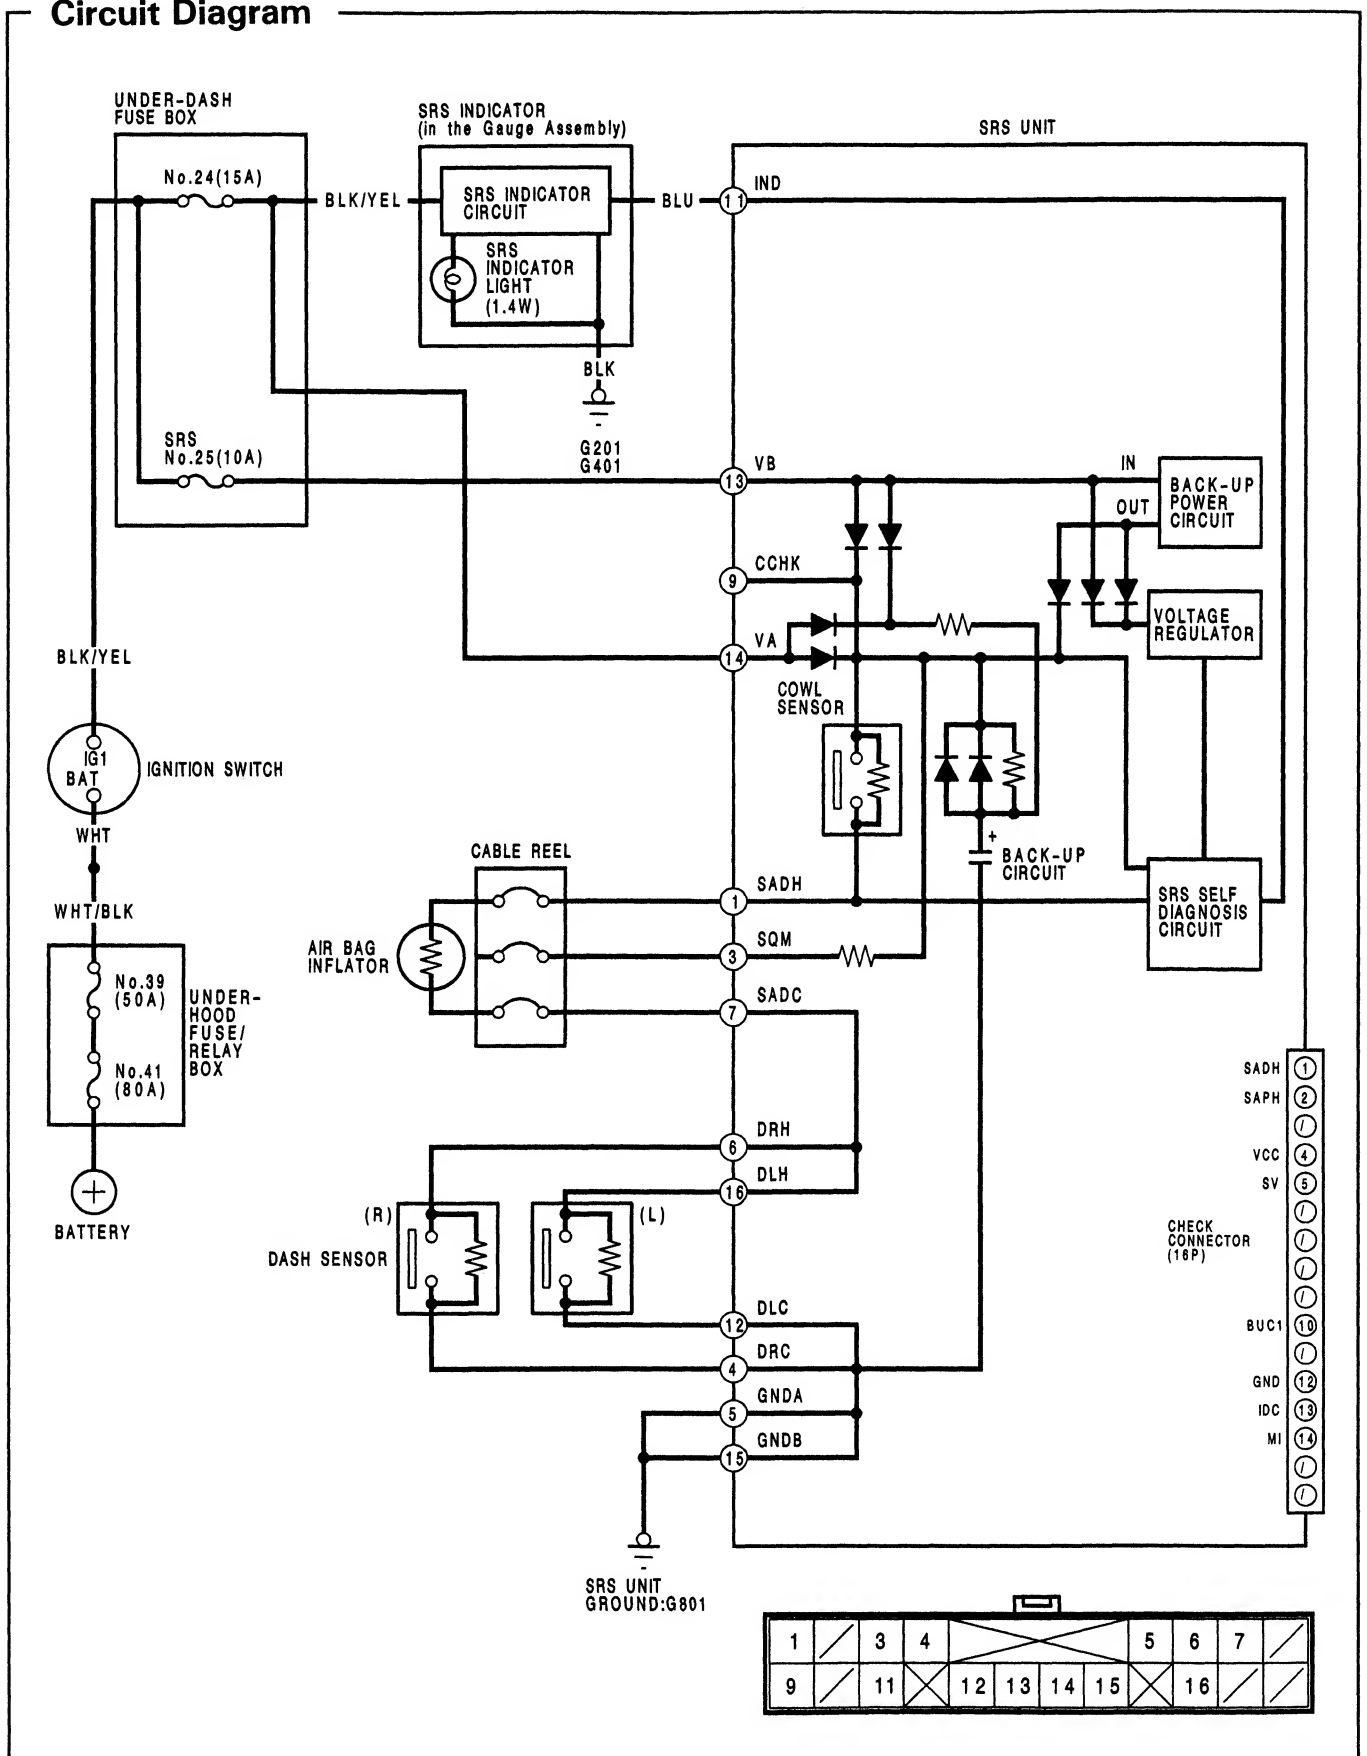 Circuit Diagram
UNDER-DASH
FUSE BOX
No.24(15A)
SRS
No.25(10A)
SRS INDICATOR
(in the Gauge Assembly)
BLK/YEL
SRS INDICATOR
CIRCUIT
BLU
SRS
INDICATOR
LIGHT
(1.4W)
BLK
G201
G401
SRS UNIT
11
IND
13
VB
9
CCHK
14
VA
IN
OUT
BACK-UP
POWER
CIRCUIT
VOLTAGE
REGULATOR
COWL
SENSOR
+
BACK-UP
CIRCUIT
SRS SELF
DIAGNOSIS
CIRCUIT
BLK/YEL
IG1
BAT
IGNITION SWITCH
WHT
WHT/BLK
No.39
(50A)
No.41
(80A)
UNDER-
HOOD
FUSE/
RELAY
BOX
+
BATTERY
CABLE REEL
AIR BAG
INFLATOR
1
SADH
3
SQM
7
SADC
6
DRH
16
DLH
(R)
(L)
DASH SENSOR
12
DLC
4
DRC
5
GNDA
15
GNDB
SRS UNIT
GROUND:G801
CHECK
CONNECTOR
(16P)
SADH 1
SAPH 2
VCC 4
SV 5
BUC1 10
GND 12
IDC 13
MI 14
1 3 4 5 6 7
9 11 12 13 14 15 16